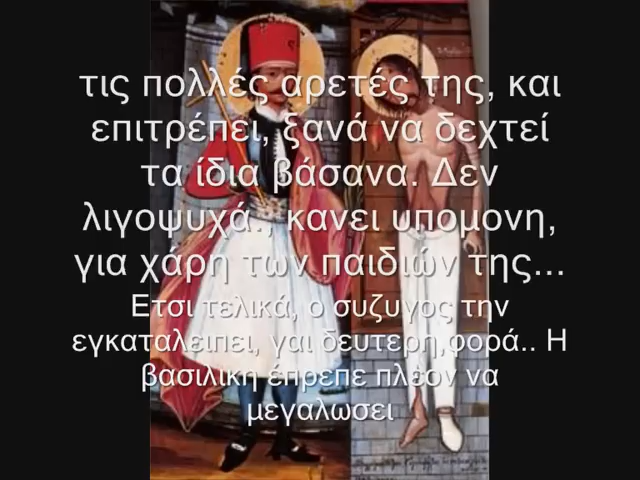 τις πολλές αρετές της, και
επιτρέπει, ξανά να δεχτεί
τα ίδια βάσανα. Δεν
λιγοψυχά., κανει υπομονη,
για χάρη των παιδιών της...
Ετσι τελικά, ο συζυγος την
εγκαταλειπει, γαι δευτερη,φορά.. Η
βασιλικη έπρεπε πλέον να
μεγαλωσει